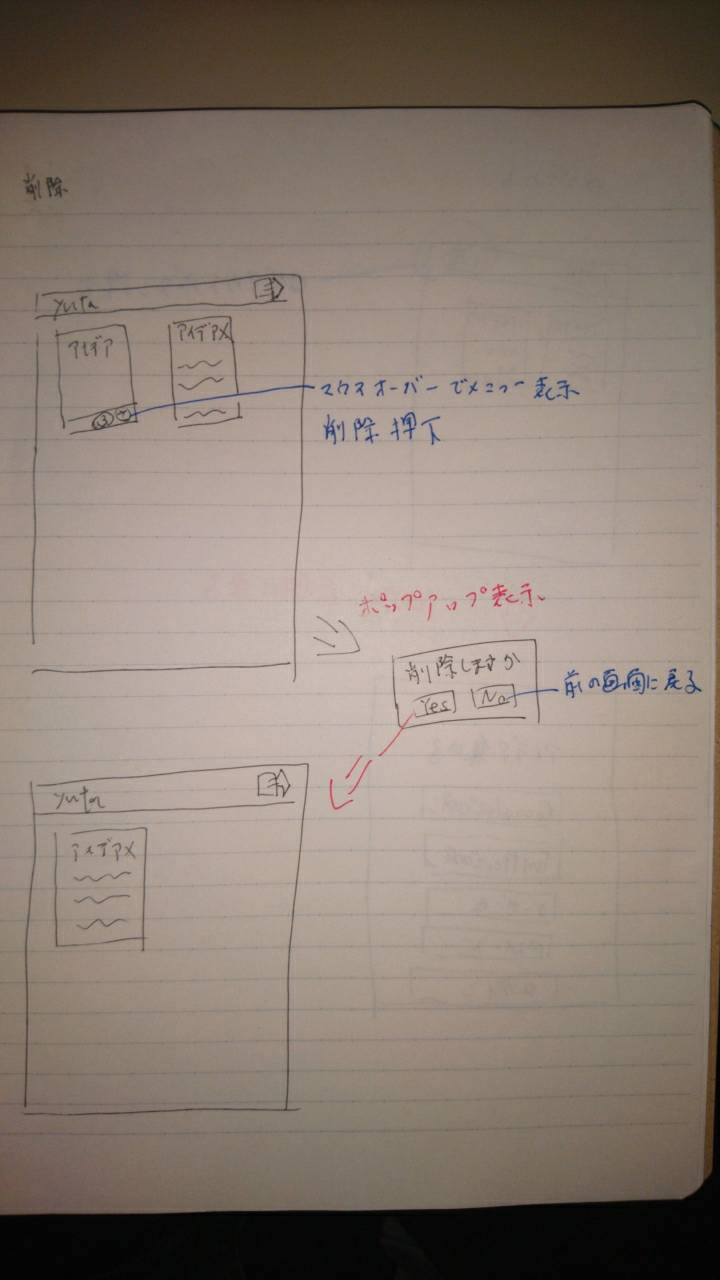 削除
yuta
アイデア
アイデアメ
マウスオーバーでメニュー表示
削除押下
ポップアップ表示
削除しますか
Yes No
前の画面に戻る
yuta
アイデアメ